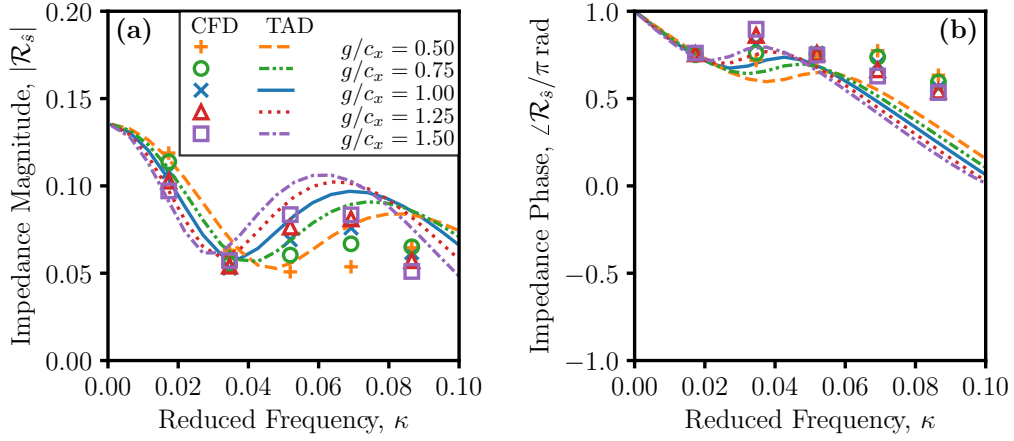 (a)
CFD TAD
g/c_x = 0.50
g/c_x = 0.75
g/c_x = 1.00
g/c_x = 1.25
g/c_x = 1.50
Impedance Magnitude, |ℛ_ŝ|
0.20
0.15
0.10
0.05
0.00
0.00 0.02 0.04 0.06 0.08 0.10
Reduced Frequency, κ
(b)
Impedance Phase, ∠ℛ_ŝ/π rad
1.0
0.5
0.0
−0.5
−1.0
0.00 0.02 0.04 0.06 0.08 0.10
Reduced Frequency, κ